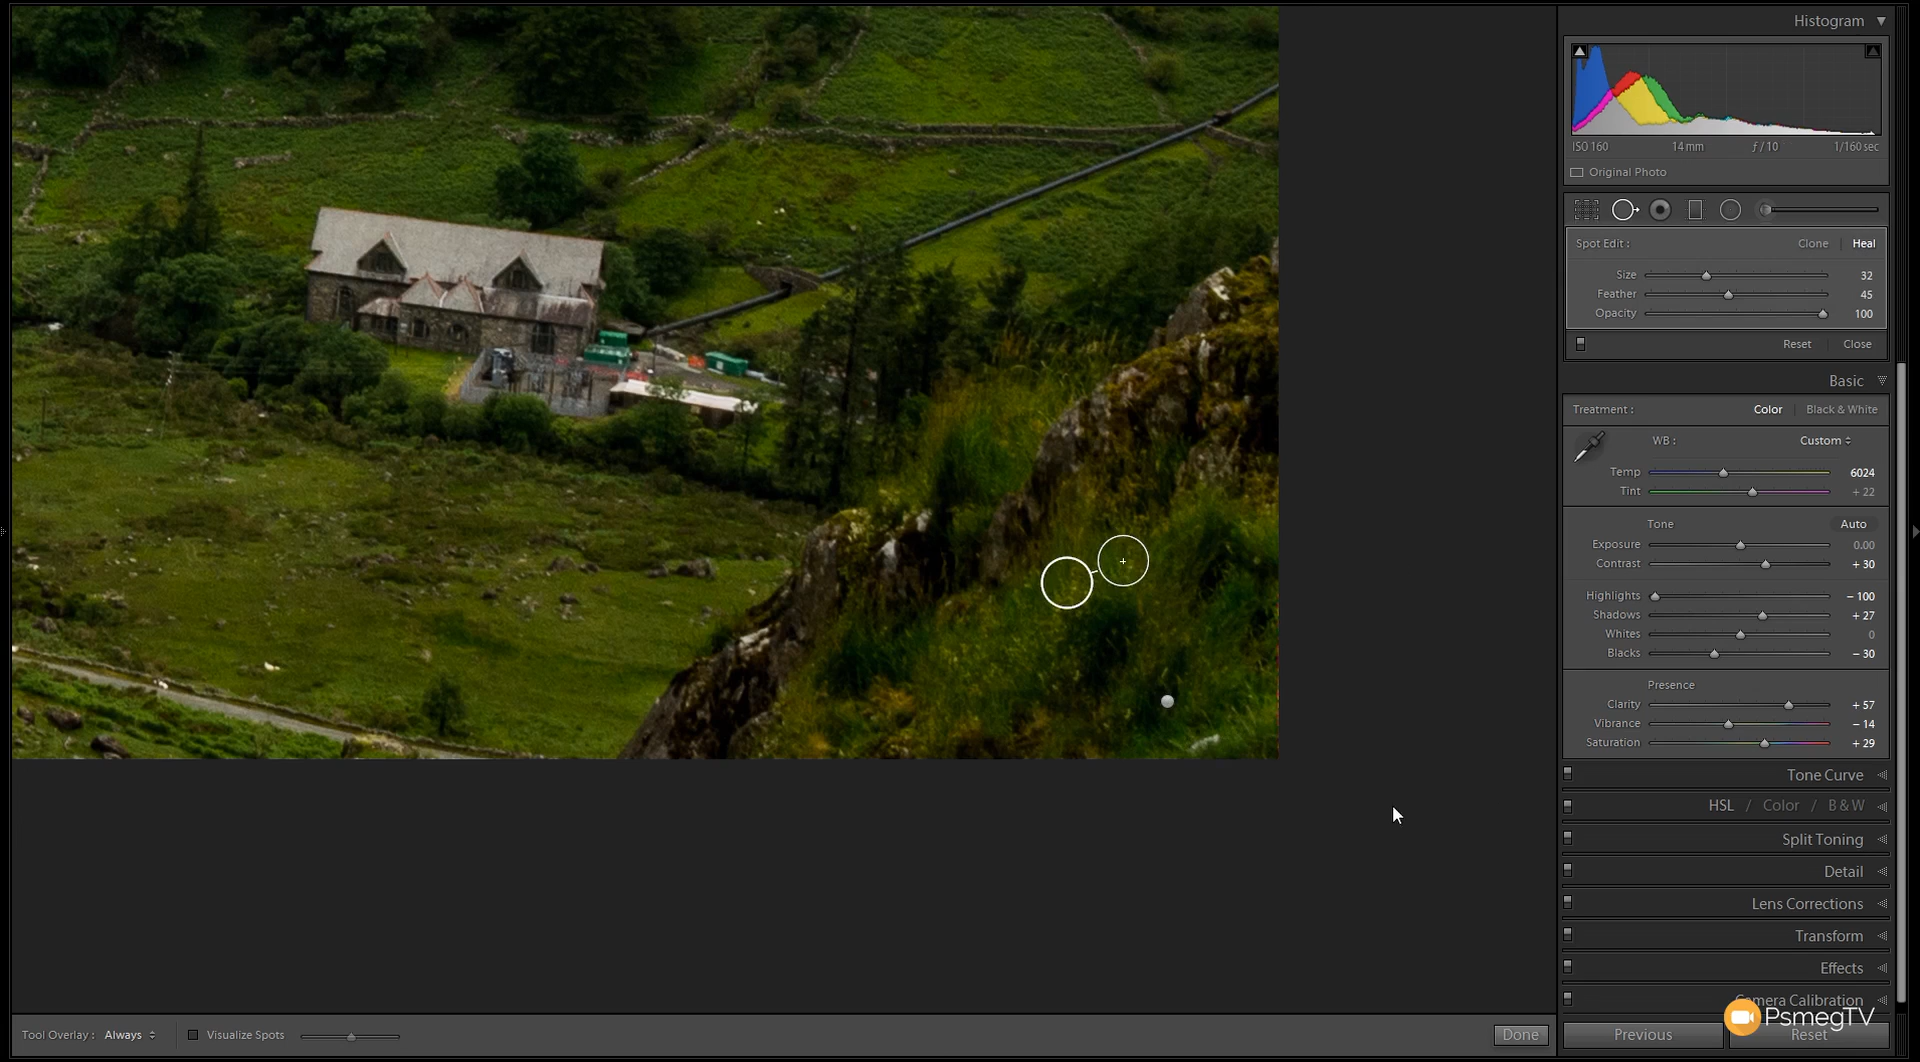 Histogram
ISO 160 14 mm ƒ / 10 1/160 sec
Original Photo
Spot Edit : Clone Heal
Size 32
Feather 45
Opacity 100
Reset Close
Basic
Treatment : Color Black & White
WB : Custom
Temp 6024
Tint + 22
Tone Auto
Exposure 0.00
Contrast + 30
Highlights − 100
Shadows + 27
Whites 0
Blacks − 30
Presence
Clarity + 57
Vibrance − 14
Saturation + 29
Tone Curve
HSL / Color / B & W
Split Toning
Detail
Lens Corrections
Transform
Effects
Camera Calibration
PsmegTV
Tool Overlay : Always Visualize Spots Done Previous Reset